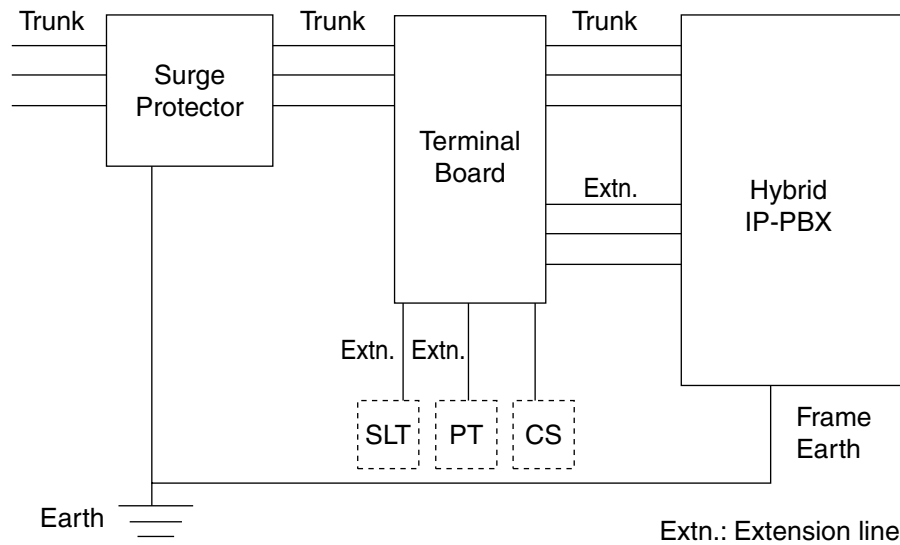 Trunk
Trunk
Trunk
Surge
Protector
Terminal
Board
Extn.
Hybrid
IP-PBX
Extn.
Extn.
SLT
PT
CS
Frame
Earth
Earth
Extn.: Extension line